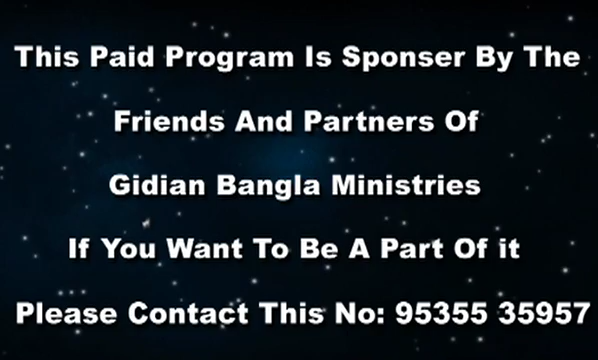 This Paid Program Is Sponser By The
Friends And Partners Of
Gidian Bangla Ministries
If You Want To Be A Part Of it
Please Contact This No: 95355 35957